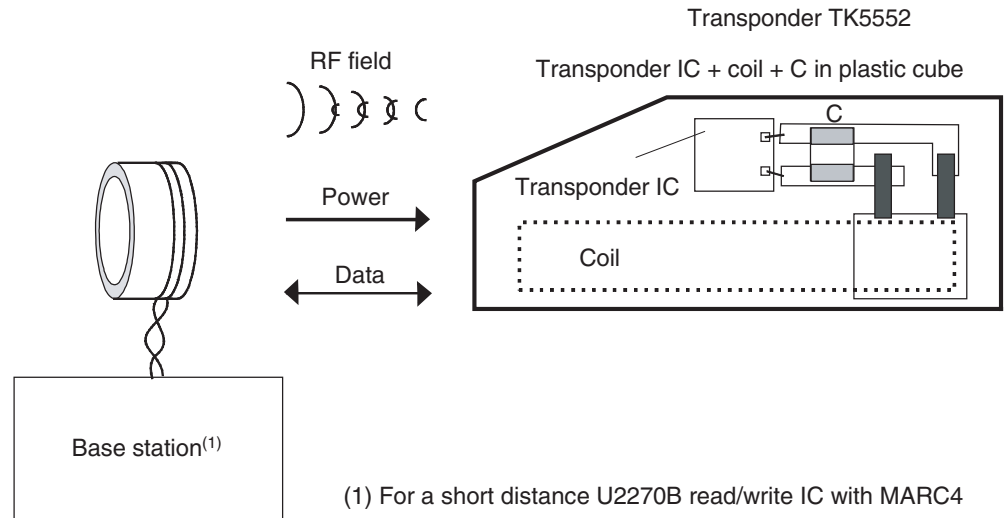 Transponder TK5552
RF field
Transponder IC + coil + C in plastic cube
C
Transponder IC
Power
Coil
Data
Base station(1)
(1) For a short distance U2270B read/write IC with MARC4